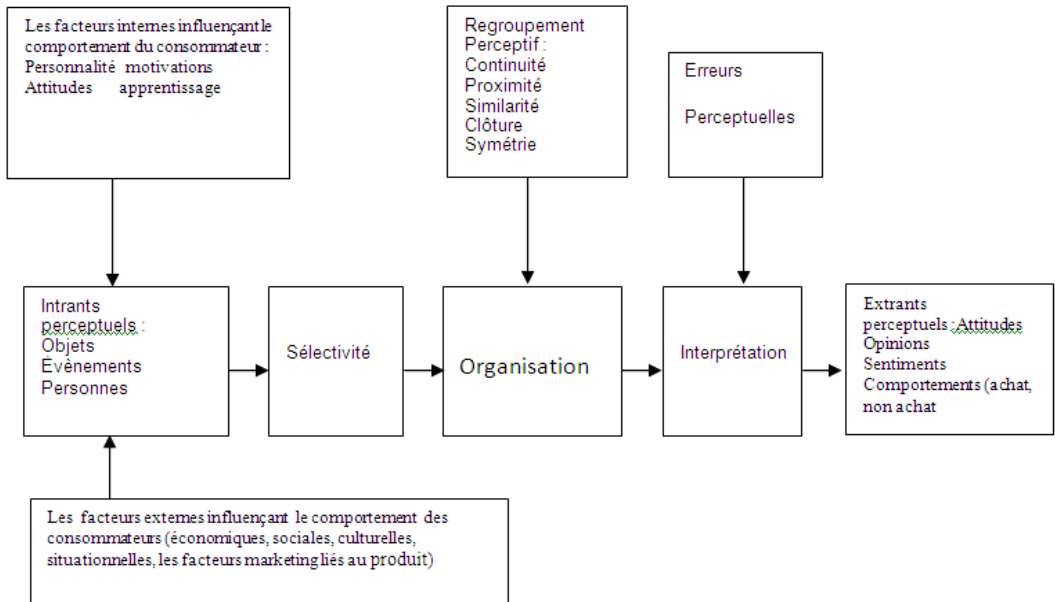 Les facteurs internes influençant le
comportement du consommateur :
Personnalité motivations
Attitudes apprentissage
Regroupement
Perceptif :
Continuité
Proximité
Similarité
Clôture
Symétrie
Erreurs
Perceptuelles
Intrants
perceptuels :
Objets
Évènements
Personnes
Sélectivité
Organisation
Interprétation
Extrants
perceptuels : Attitudes
Opinions
Sentiments
Comportements (achat,
non achat
Les facteurs externes influençant le comportement des
consommateurs (économiques, sociales, culturelles,
situationnelles, les facteurs marketing liés au produit)